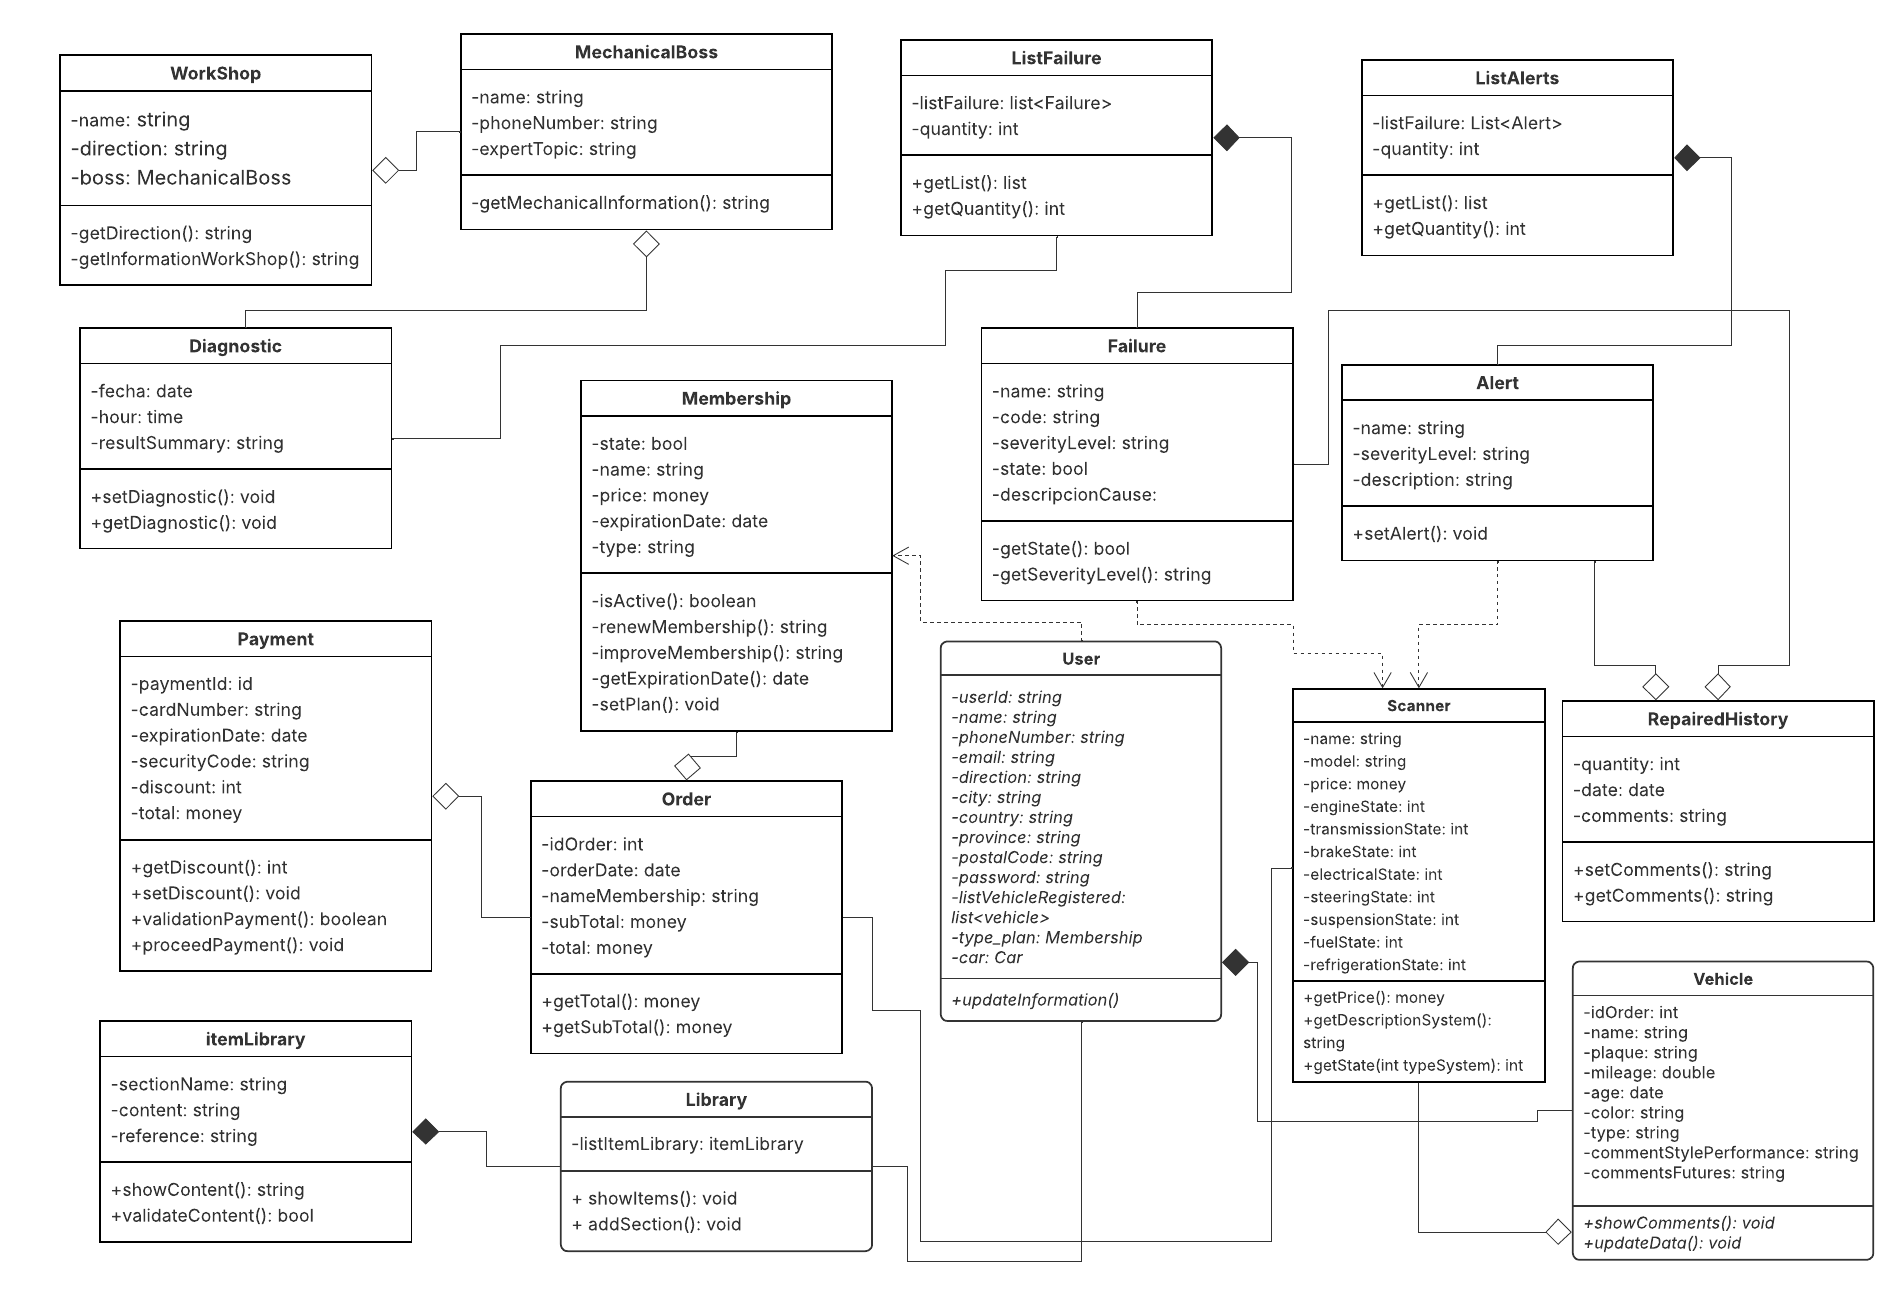 WorkShop
-name: string
-direction: string
-boss: MechanicalBoss
-getDirection(): string
-getInformationWorkShop(): string
MechanicalBoss
-name: string
-phoneNumber: string
-expertTopic: string
-getMechanicalInformation(): string
ListFailure
-listFailure: list<Failure>
-quantity: int
+getList(): list
+getQuantity(): int
ListAlerts
-listFailure: List<Alert>
-quantity: int
+getList(): list
+getQuantity(): int
Diagnostic
-fecha: date
-hour: time
-resultSummary: string
+setDiagnostic(): void
+getDiagnostic(): void
Membership
-state: bool
-name: string
-price: money
-expirationDate: date
-type: string
-isActive(): boolean
-renewMembership(): string
-improveMembership(): string
-getExpirationDate(): date
-setPlan(): void
Failure
-name: string
-code: string
-severityLevel: string
-state: bool
-descripcionCause:
-getState(): bool
-getSeverityLevel(): string
Alert
-name: string
-severityLevel: string
-description: string
+setAlert(): void
Payment
-paymentId: id
-cardNumber: string
-expirationDate: date
-securityCode: string
-discount: int
-total: money
+getDiscount(): int
+setDiscount(): void
+validationPayment(): boolean
+proceedPayment(): void
Order
-idOrder: int
-orderDate: date
-nameMembership: string
-subTotal: money
-total: money
+getTotal(): money
+getSubTotal(): money
User
-userId: string
-name: string
-phoneNumber: string
-email: string
-direction: string
-city: string
-country: string
-province: string
-postalCode: string
-password: string
-listVehicleRegistered:
list<vehicle>
-type_plan: Membership
-car: Car
+updateInformation()
Scanner
-name: string
-model: string
-price: money
-engineState: int
-transmissionState: int
-brakeState: int
-electricalState: int
-steeringState: int
-suspensionState: int
-fuelState: int
-refrigerationState: int
+getPrice(): money
+getDescriptionSystem():
string
+getState(int typeSystem): int
RepairedHistory
-quantity: int
-date: date
-comments: string
+setComments(): string
+getComments(): string
Vehicle
-idOrder: int
-name: string
-plaque: string
-mileage: double
-age: date
-color: string
-type: string
-commentStylePerformance: string
-commentsFutures: string
+showComments(): void
+updateData(): void
itemLibrary
-sectionName: string
-content: string
-reference: string
+showContent(): string
+validateContent(): bool
Library
-listItemLibrary: itemLibrary
+ showItems(): void
+ addSection(): void